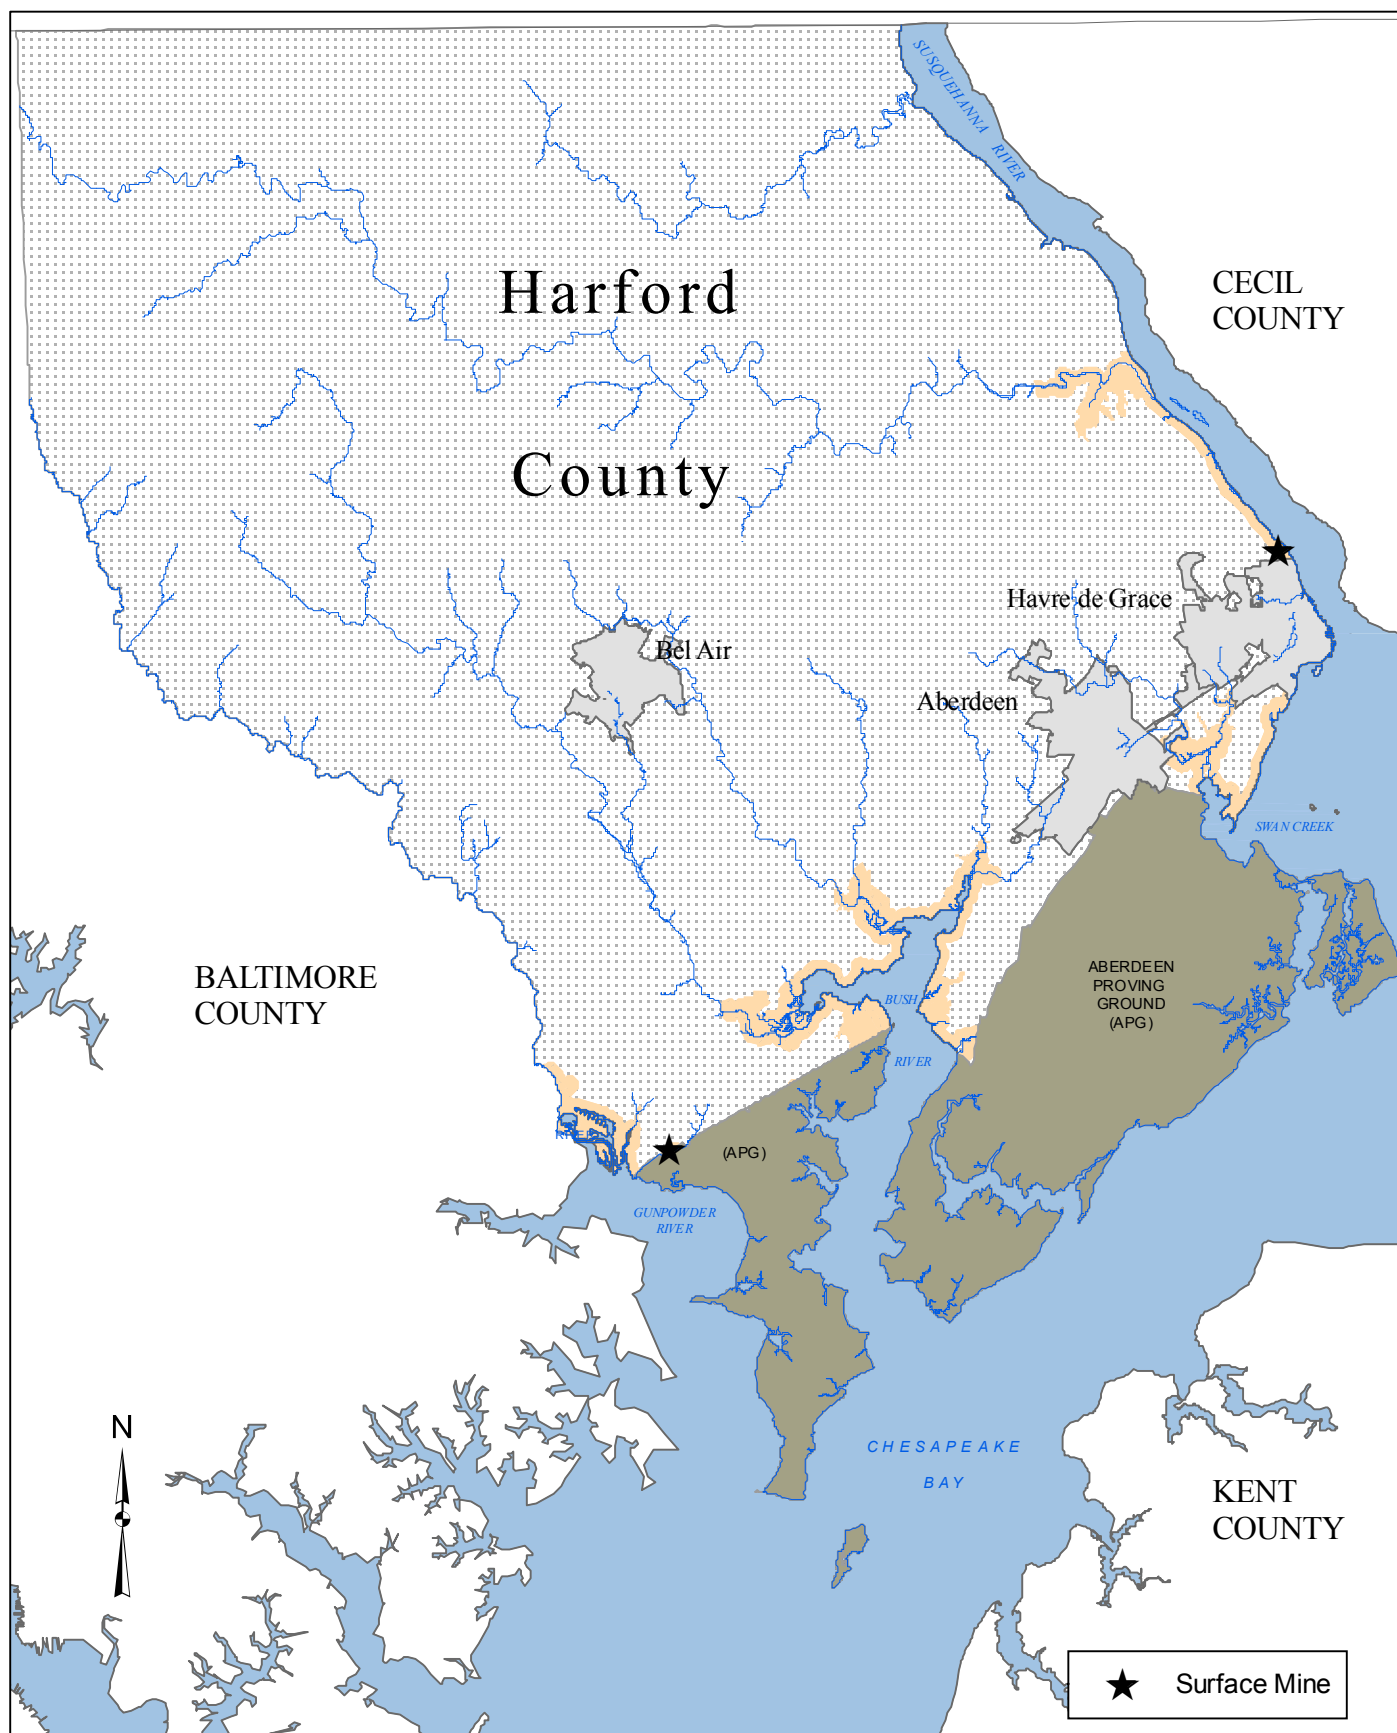 SUSQUEHANNA RIVER
Harford
CECIL
COUNTY
County
Havre de Grace
Bel Air
Aberdeen
SWAN CREEK
BALTIMORE
COUNTY
ABERDEEN
PROVING
GROUND
(APG)
BUSH
RIVER
(APG)
GUNPOWDER
RIVER
N
CHESAPEAKE
BAY
KENT
COUNTY
Surface Mine